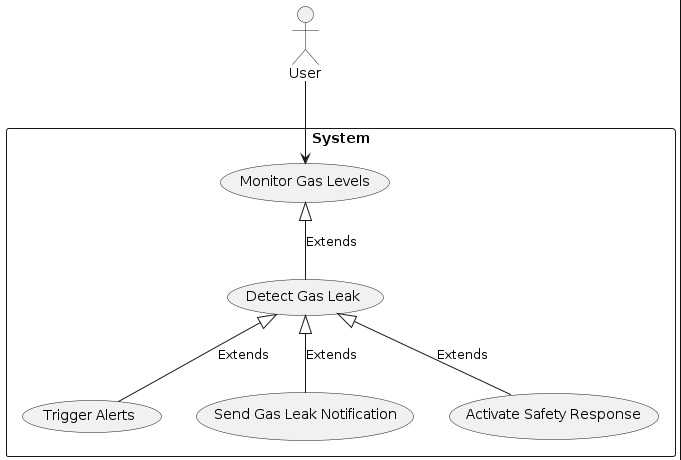 User
System
Monitor Gas Levels
Extends
Detect Gas Leak
Extends
Extends
Extends
Trigger Alerts
Send Gas Leak Notification
Activate Safety Response